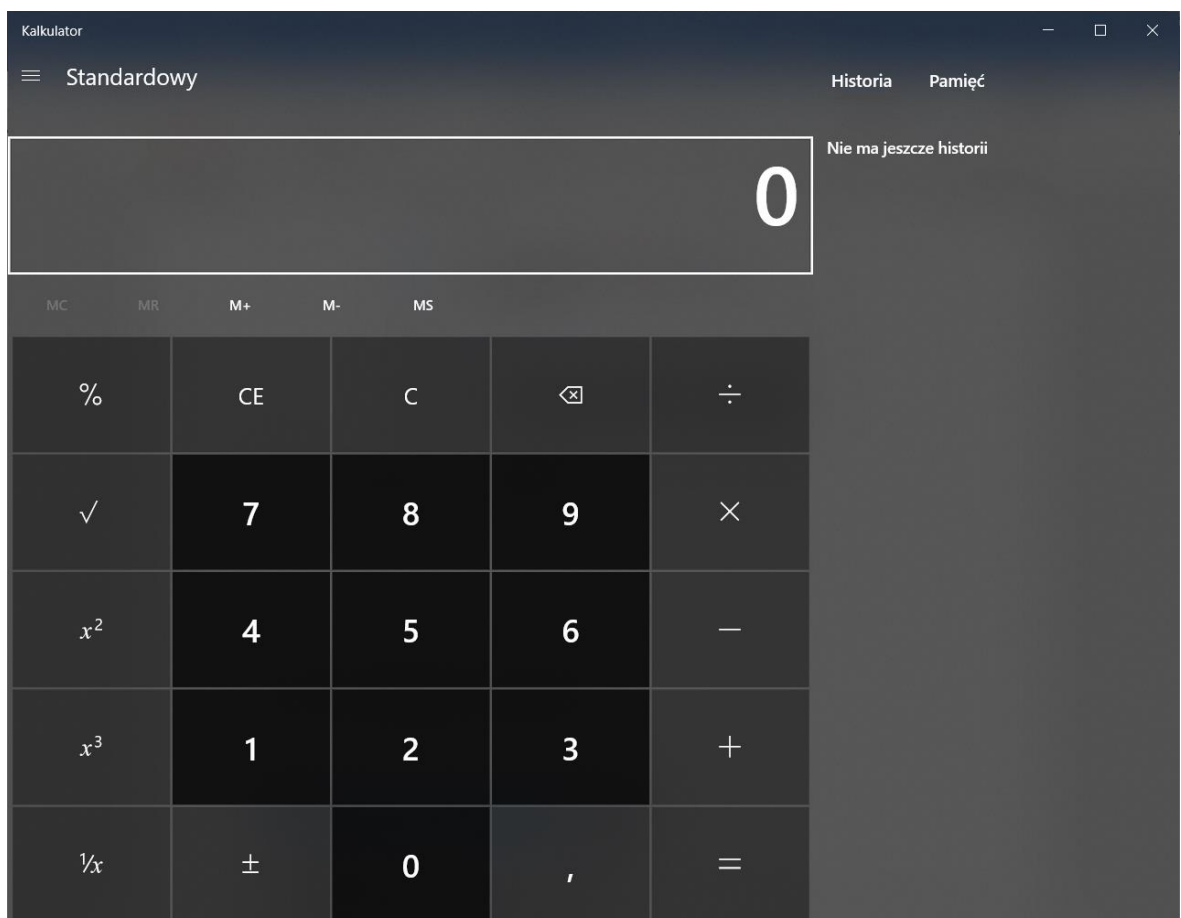 Kalkulator
Standardowy
Historia Pamięć
Nie ma jeszcze historii
0
MC MR M+ M- MS
% CE C ÷
√ 7 8 9 ×
x² 4 5 6 −
x³ 1 2 3 +
¹/x ± 0 , =